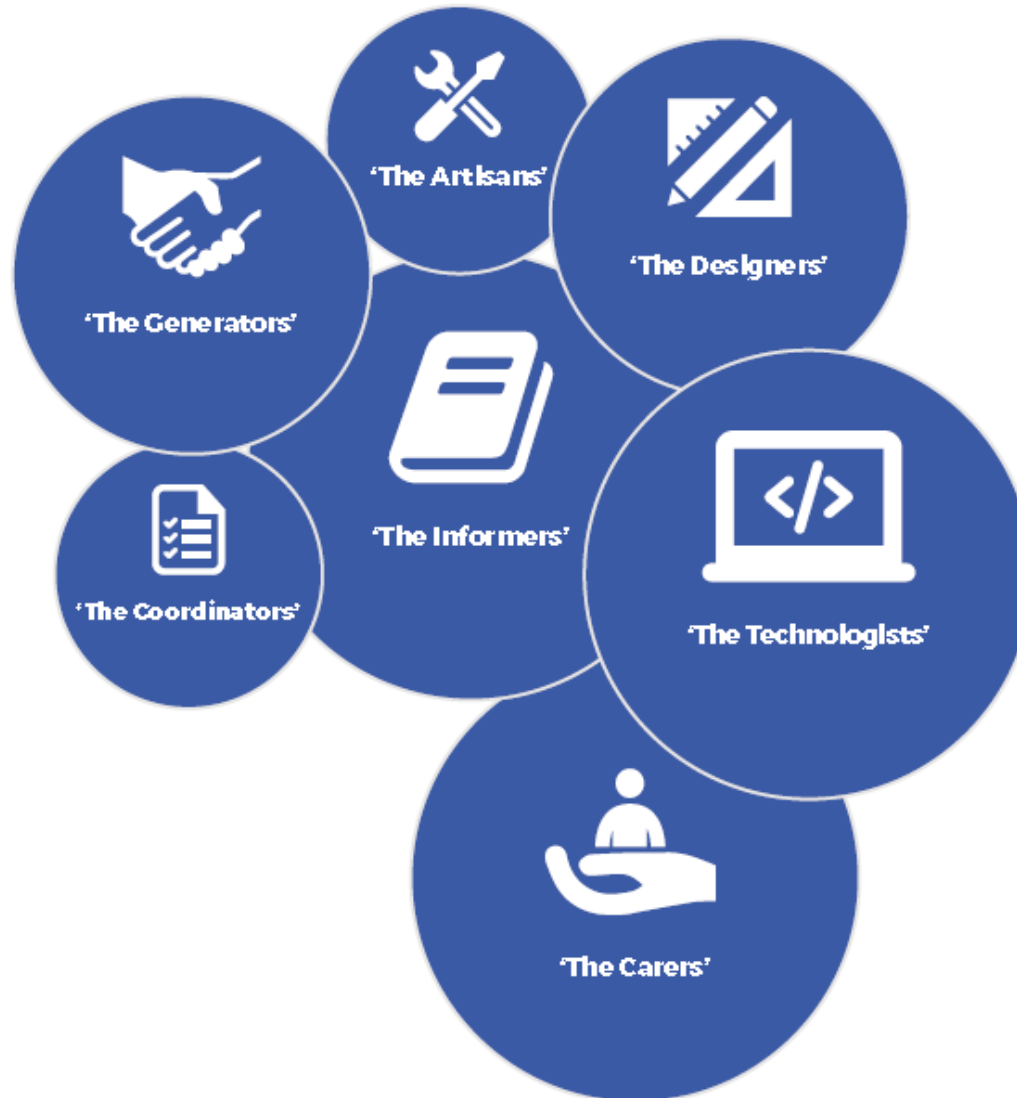 ‘The Artisans’
‘The Designers’
‘The Generators’
‘The Informers’
‘The Coordinators’
‘The Technologists’
‘The Carers’